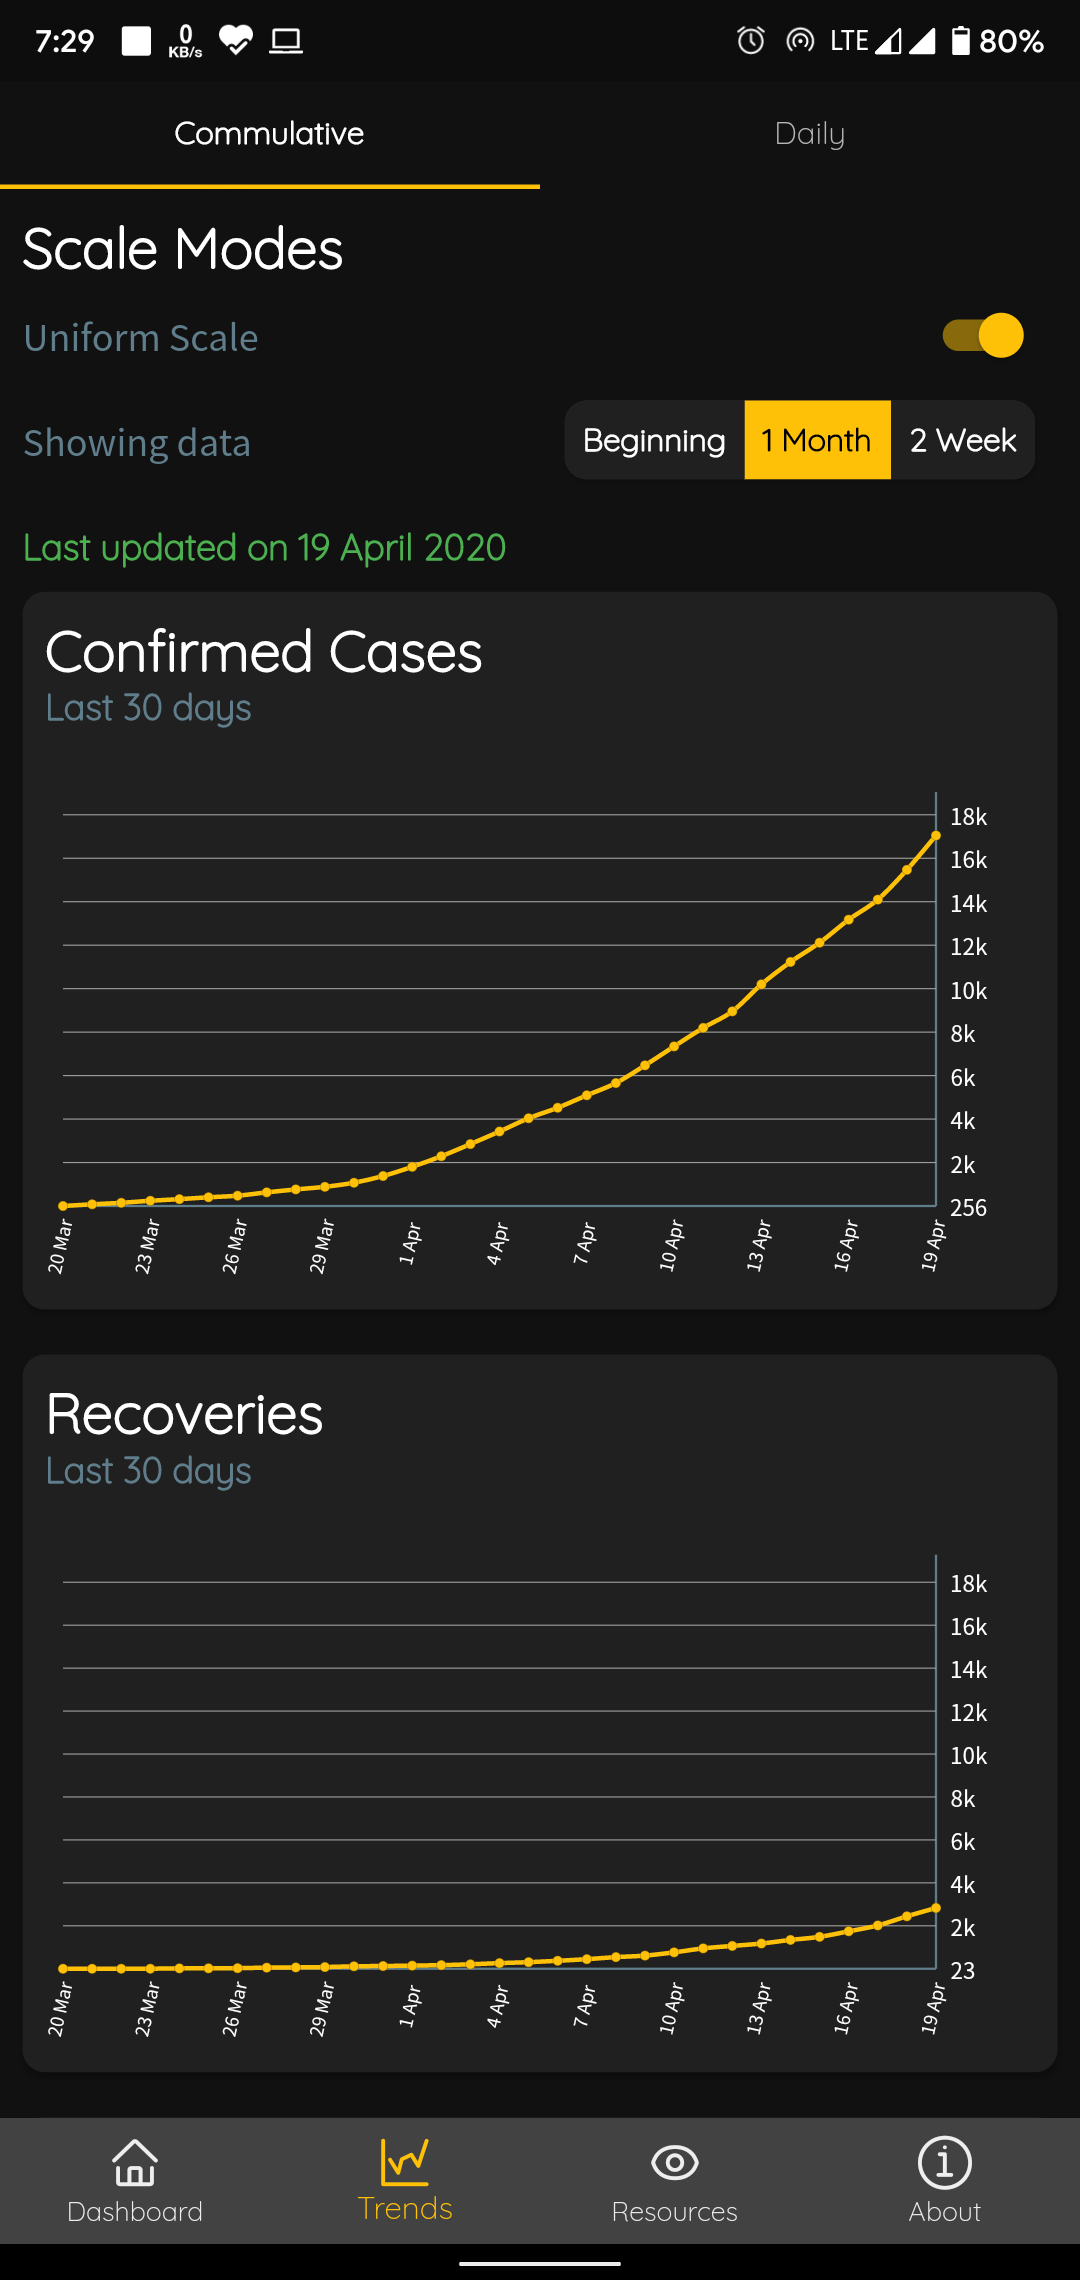 7:29 0 KB/s LTE 80%
Commulative Daily
Scale Modes
Uniform Scale
Showing data Beginning 1 Month 2 Week
Last updated on 19 April 2020
Confirmed Cases
Last 30 days
18k
16k
14k
12k
10k
8k
6k
4k
2k
256
20 Mar 23 Mar 26 Mar 29 Mar 1 Apr 4 Apr 7 Apr 10 Apr 13 Apr 16 Apr 19 Apr
Recoveries
Last 30 days
18k
16k
14k
12k
10k
8k
6k
4k
2k
23
20 Mar 23 Mar 26 Mar 29 Mar 1 Apr 4 Apr 7 Apr 10 Apr 13 Apr 16 Apr 19 Apr
Dashboard Trends Resources About